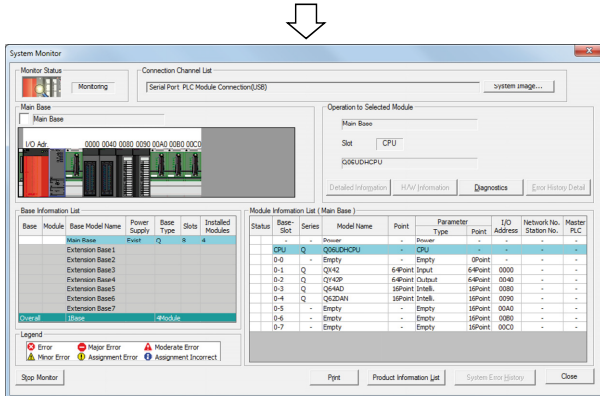 System Monitor
Monitor Status
Monitoring
Connection Channel List
Serial Port PLC Module Connection(USB)
System Image...
Main Base
Main Base
I/O Adr. 0000 0040 0080 0090 00A0 00B0 00C0
Operation to Selected Module
Main Base
Slot CPU
Q06UDHCPU
Detailed Information H/W Information Diagnostics Error History Detail
Base Information List
Base Module Base Model Name Power Supply Base Type Slots Installed Modules
Main Base Exist Q 8 4
Extension Base1
Extension Base2
Extension Base3
Extension Base4
Extension Base5
Extension Base6
Extension Base7
Overall 1Base 4Module
Module Information List ( Main Base )
Status Base-Slot Series Model Name Point Parameter Type Point I/O Address Network No. Station No. Master PLC
- - Power - Power - - - -
CPU Q Q06UDHCPU - CPU - - - -
0-0 - Empty - Empty 0Point - - -
0-1 Q QX42 64Point Input 64Point 0000 - -
0-2 Q QY42P 64Point Output 64Point 0040 - -
0-3 Q Q64AD 16Point Intelli. 16Point 0080 - -
0-4 Q Q62DAN 16Point Intelli. 16Point 0090 - -
0-5 - Empty - Empty 16Point 00A0 - -
0-6 - Empty - Empty 16Point 00B0 - -
0-7 - Empty - Empty 16Point 00C0 - -
Legend
Error Major Error Moderate Error
Minor Error Assignment Error Assignment Incorrect
Stop Monitor Print Product Information List System Error History Close